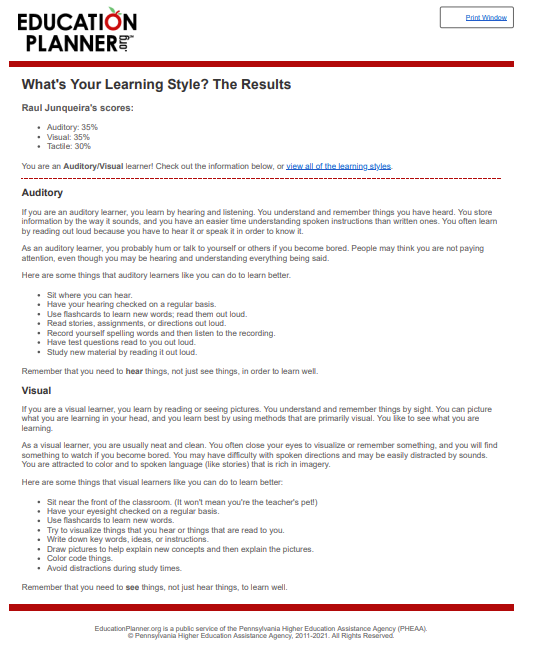 EDUCATION
PLANNER.org™
Print Window
What's Your Learning Style? The Results
Raul Junqueira's scores:
• Auditory: 35%
• Visual: 35%
• Tactile: 30%
You are an Auditory/Visual learner! Check out the information below, or view all of the learning styles.
Auditory
If you are an auditory learner, you learn by hearing and listening. You understand and remember things you have heard. You store
information by the way it sounds, and you have an easier time understanding spoken instructions than written ones. You often learn
by reading out loud because you have to hear it or speak it in order to know it.
As an auditory learner, you probably hum or talk to yourself or others if you become bored. People may think you are not paying
attention, even though you may be hearing and understanding everything being said.
Here are some things that auditory learners like you can do to learn better.
• Sit where you can hear.
• Have your hearing checked on a regular basis.
• Use flashcards to learn new words; read them out loud.
• Read stories, assignments, or directions out loud.
• Record yourself spelling words and then listen to the recording.
• Have test questions read to you out loud.
• Study new material by reading it out loud.
Remember that you need to hear things, not just see things, in order to learn well.
Visual
If you are a visual learner, you learn by reading or seeing pictures. You understand and remember things by sight. You can picture
what you are learning in your head, and you learn best by using methods that are primarily visual. You like to see what you are
learning.
As a visual learner, you are usually neat and clean. You often close your eyes to visualize or remember something, and you will find
something to watch if you become bored. You may have difficulty with spoken directions and may be easily distracted by sounds.
You are attracted to color and to spoken language (like stories) that is rich in imagery.
Here are some things that visual learners like you can do to learn better:
• Sit near the front of the classroom. (It won't mean you're the teacher's pet!)
• Have your eyesight checked on a regular basis.
• Use flashcards to learn new words.
• Try to visualize things that you hear or things that are read to you.
• Write down key words, ideas, or instructions.
• Draw pictures to help explain new concepts and then explain the pictures.
• Color code things.
• Avoid distractions during study times.
Remember that you need to see things, not just hear things, to learn well.
EducationPlanner.org is a public service of the Pennsylvania Higher Education Assistance Agency (PHEAA).
© Pennsylvania Higher Education Assistance Agency, 2011-2021. All Rights Reserved.